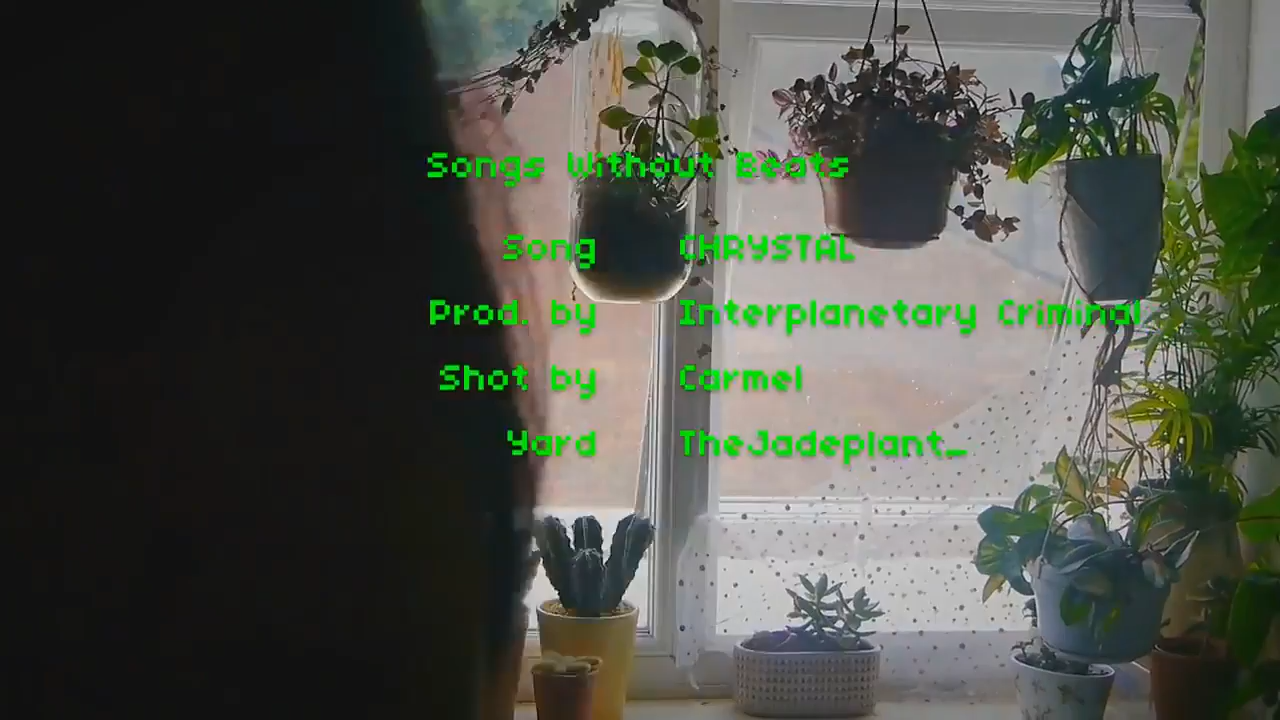 Songs Without Beats
Song CHRYSTAL
Prod. by Interplanetary Criminal
Shot by Carmel
Yard TheJadeplant_